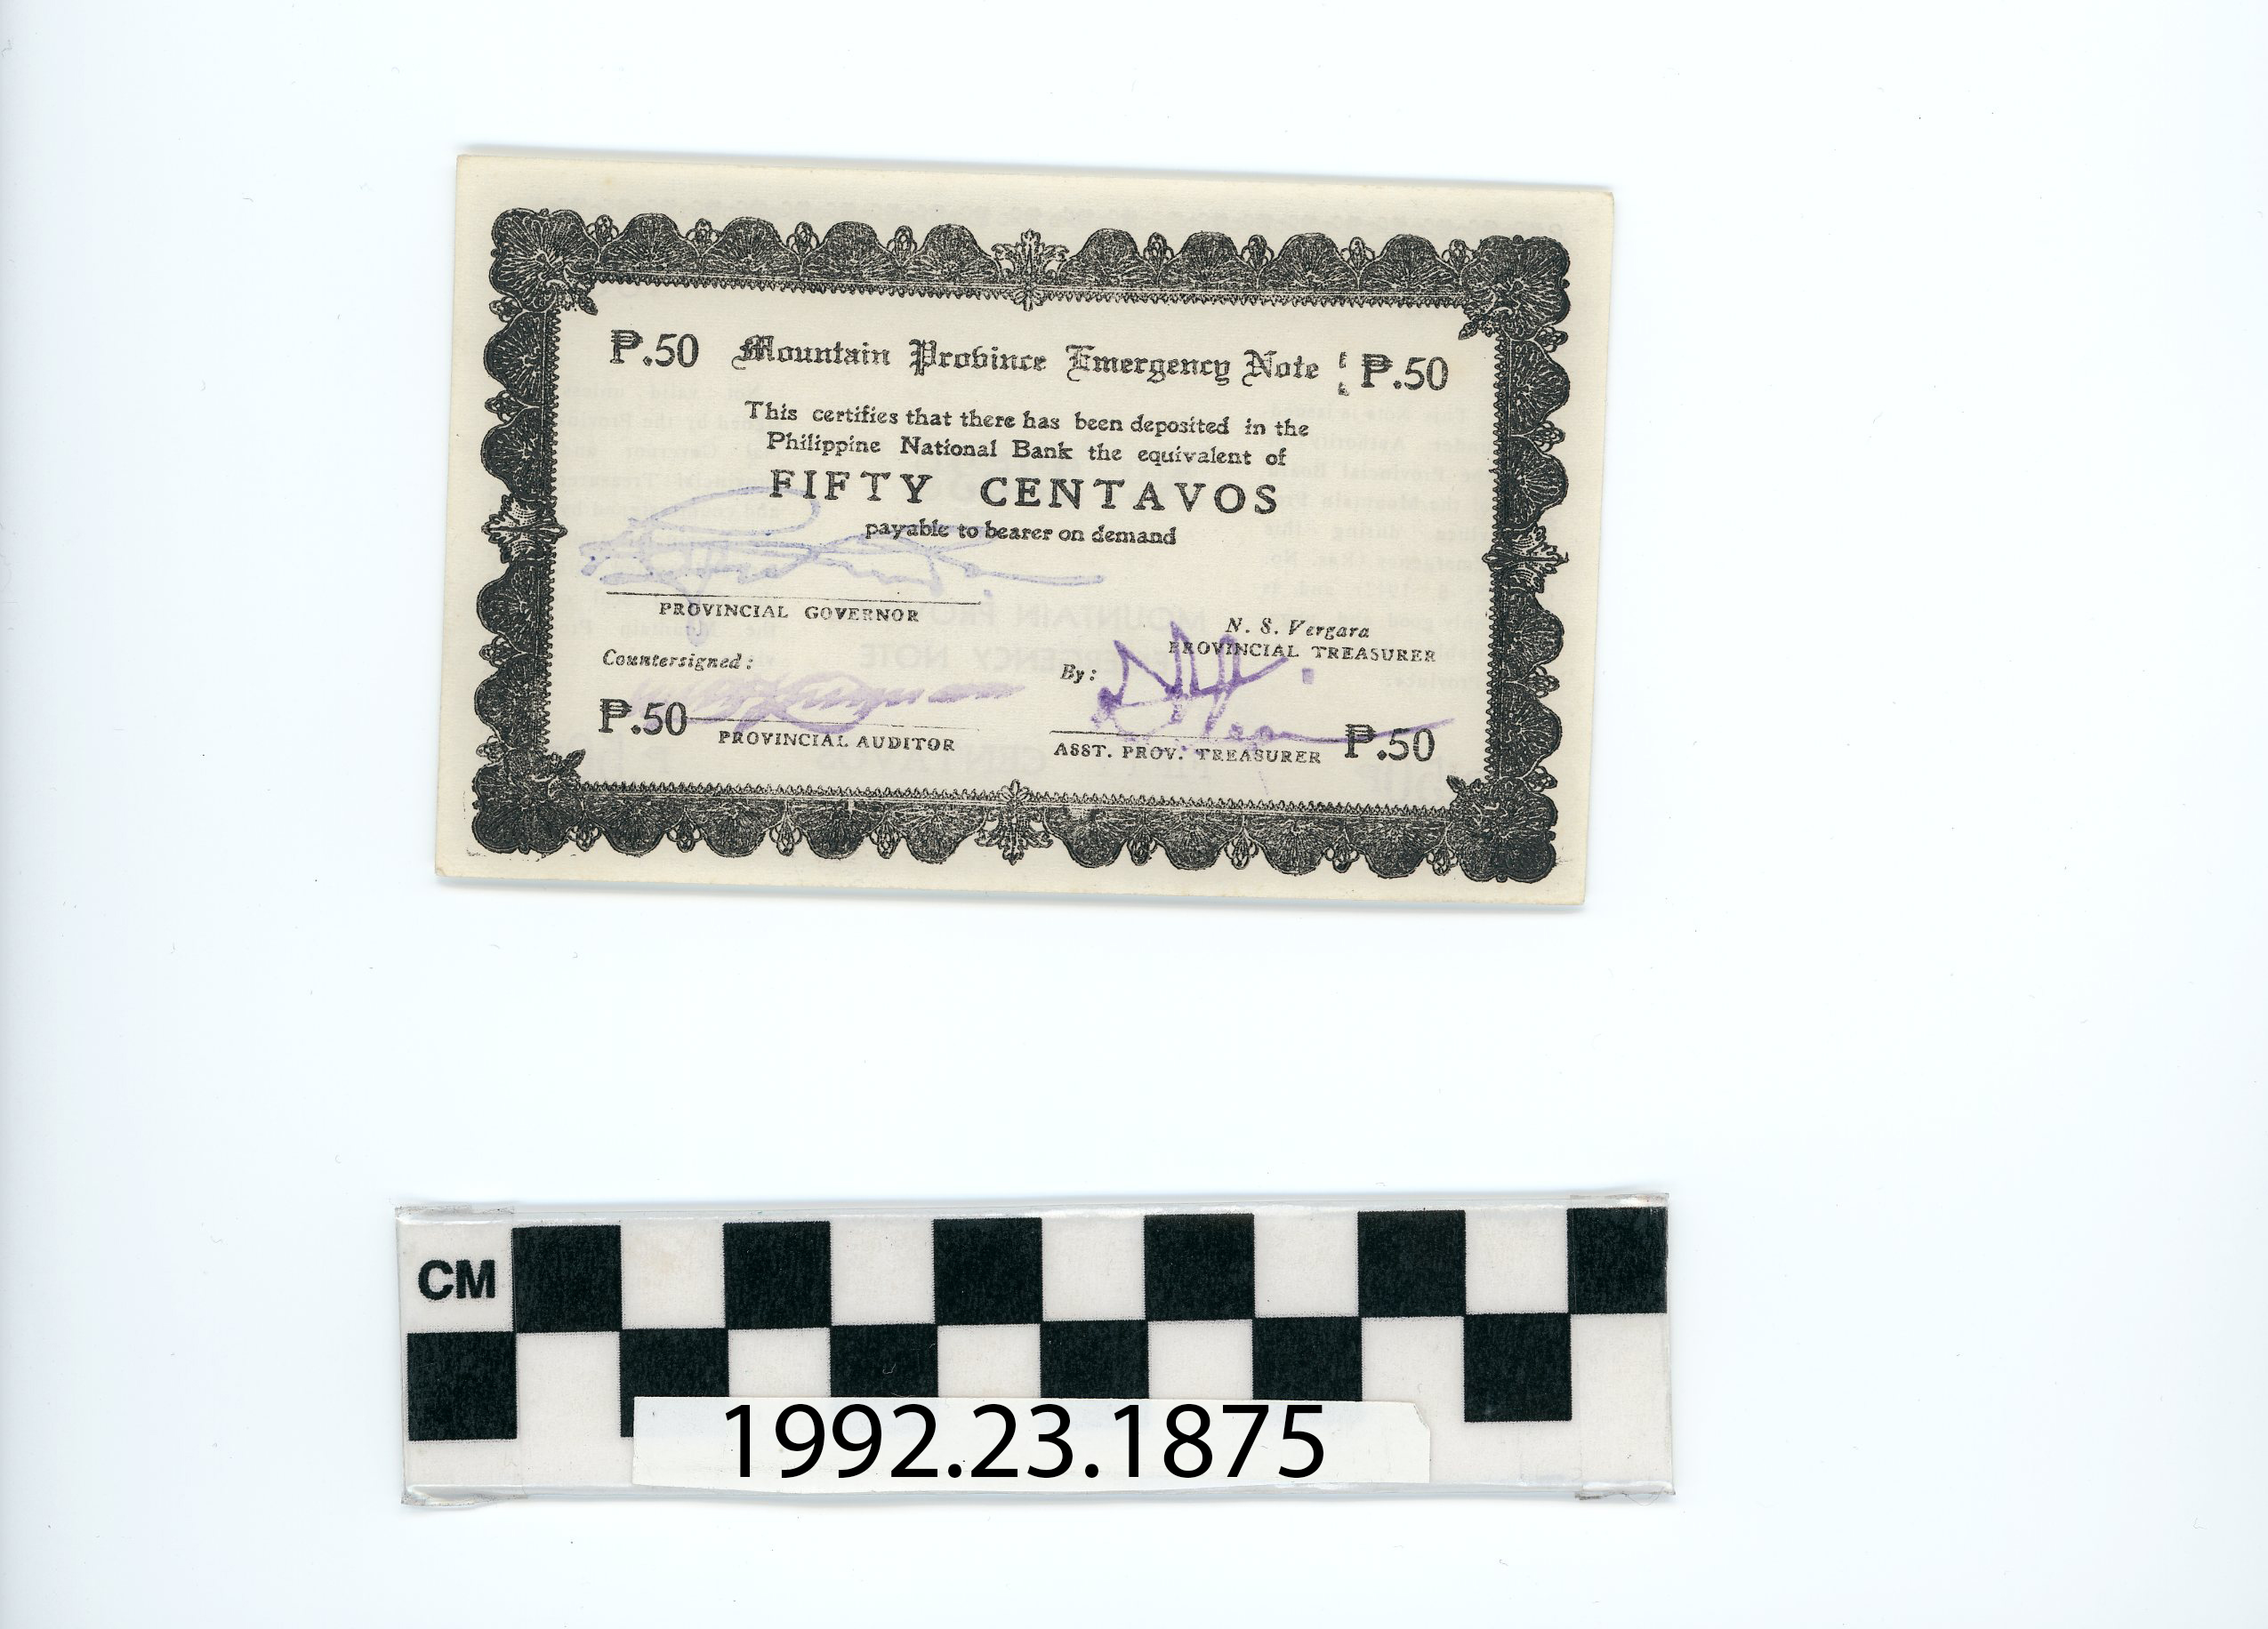 ₱.50 Mountain Province Emergency Note ₱.50
This certifies that there has been deposited in the
Philippine National Bank the equivalent of
FIFTY CENTAVOS
payable to bearer on demand
PROVINCIAL GOVERNOR
N. S. Vergara
PROVINCIAL TREASURER
Countersigned:
By:
₱.50
PROVINCIAL AUDITOR
ASST. PROV. TREASURER
₱.50
CM
1992.23.1875